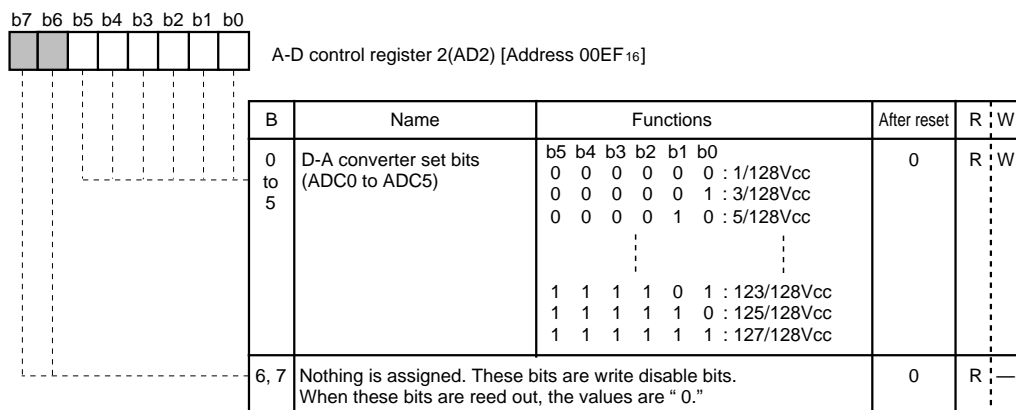 b7 b6 b5 b4 b3 b2 b1 b0
A-D control register 2(AD2) [Address 00EF16]
B Name Functions After reset R W
0 to 5 D-A converter set bits (ADC0 to ADC5)
b5 b4 b3 b2 b1 b0
0 0 0 0 0 0 : 1/128Vcc
0 0 0 0 0 1 : 3/128Vcc
0 0 0 0 1 0 : 5/128Vcc
1 1 1 1 0 1 : 123/128Vcc
1 1 1 1 1 0 : 125/128Vcc
1 1 1 1 1 1 : 127/128Vcc
0 R W
6, 7 Nothing is assigned. These bits are write disable bits.
When these bits are reed out, the values are “ 0.”
0 R —